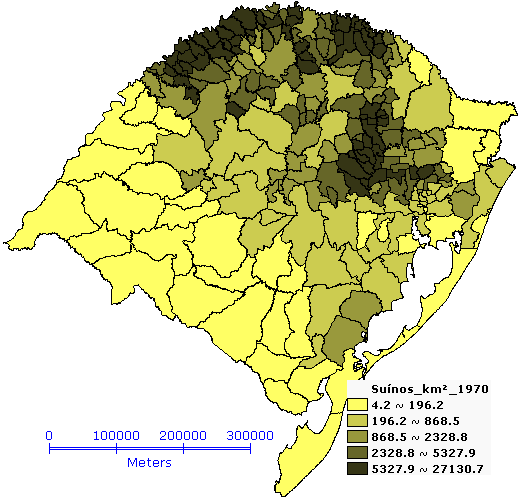 Suínos_km²_1970
4.2 ~ 196.2
196.2 ~ 868.5
868.5 ~ 2328.8
2328.8 ~ 5327.9
5327.9 ~ 27130.7
0 100000 200000 300000
Meters